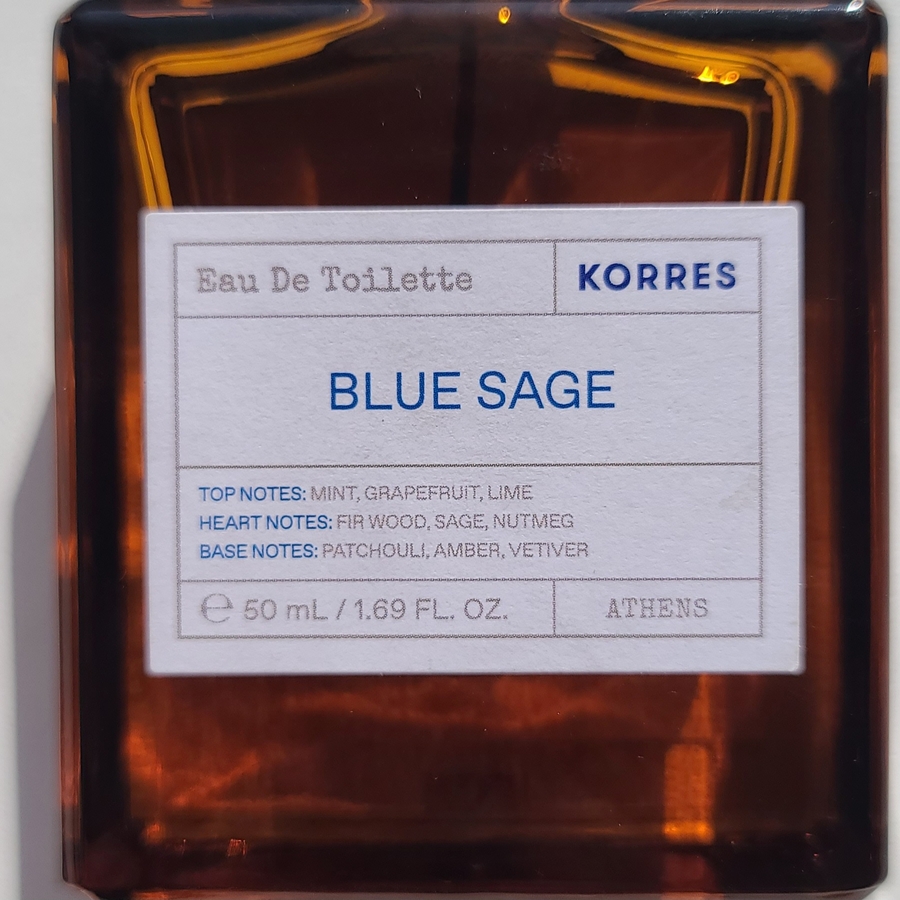 Eau De Toilette
KORRES
BLUE SAGE
TOP NOTES: MINT, GRAPEFRUIT, LIME
HEART NOTES: FIR WOOD, SAGE, NUTMEG
BASE NOTES: PATCHOULI, AMBER, VETIVER
℮ 50 mL / 1.69 FL. OZ.
ATHENS